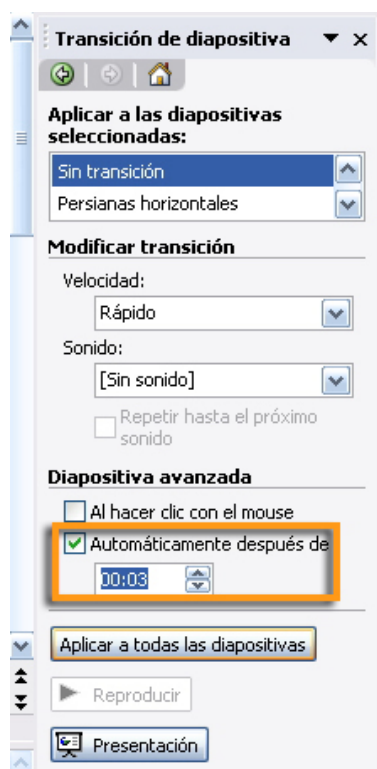 Transición de diapositiva
Aplicar a las diapositivas
seleccionadas:
Sin transición
Persianas horizontales
Modificar transición
Velocidad:
Rápido
Sonido:
[Sin sonido]
Repetir hasta el próximo
sonido
Diapositiva avanzada
Al hacer clic con el mouse
Automáticamente después de
00:03
Aplicar a todas las diapositivas
Reproducir
Presentación